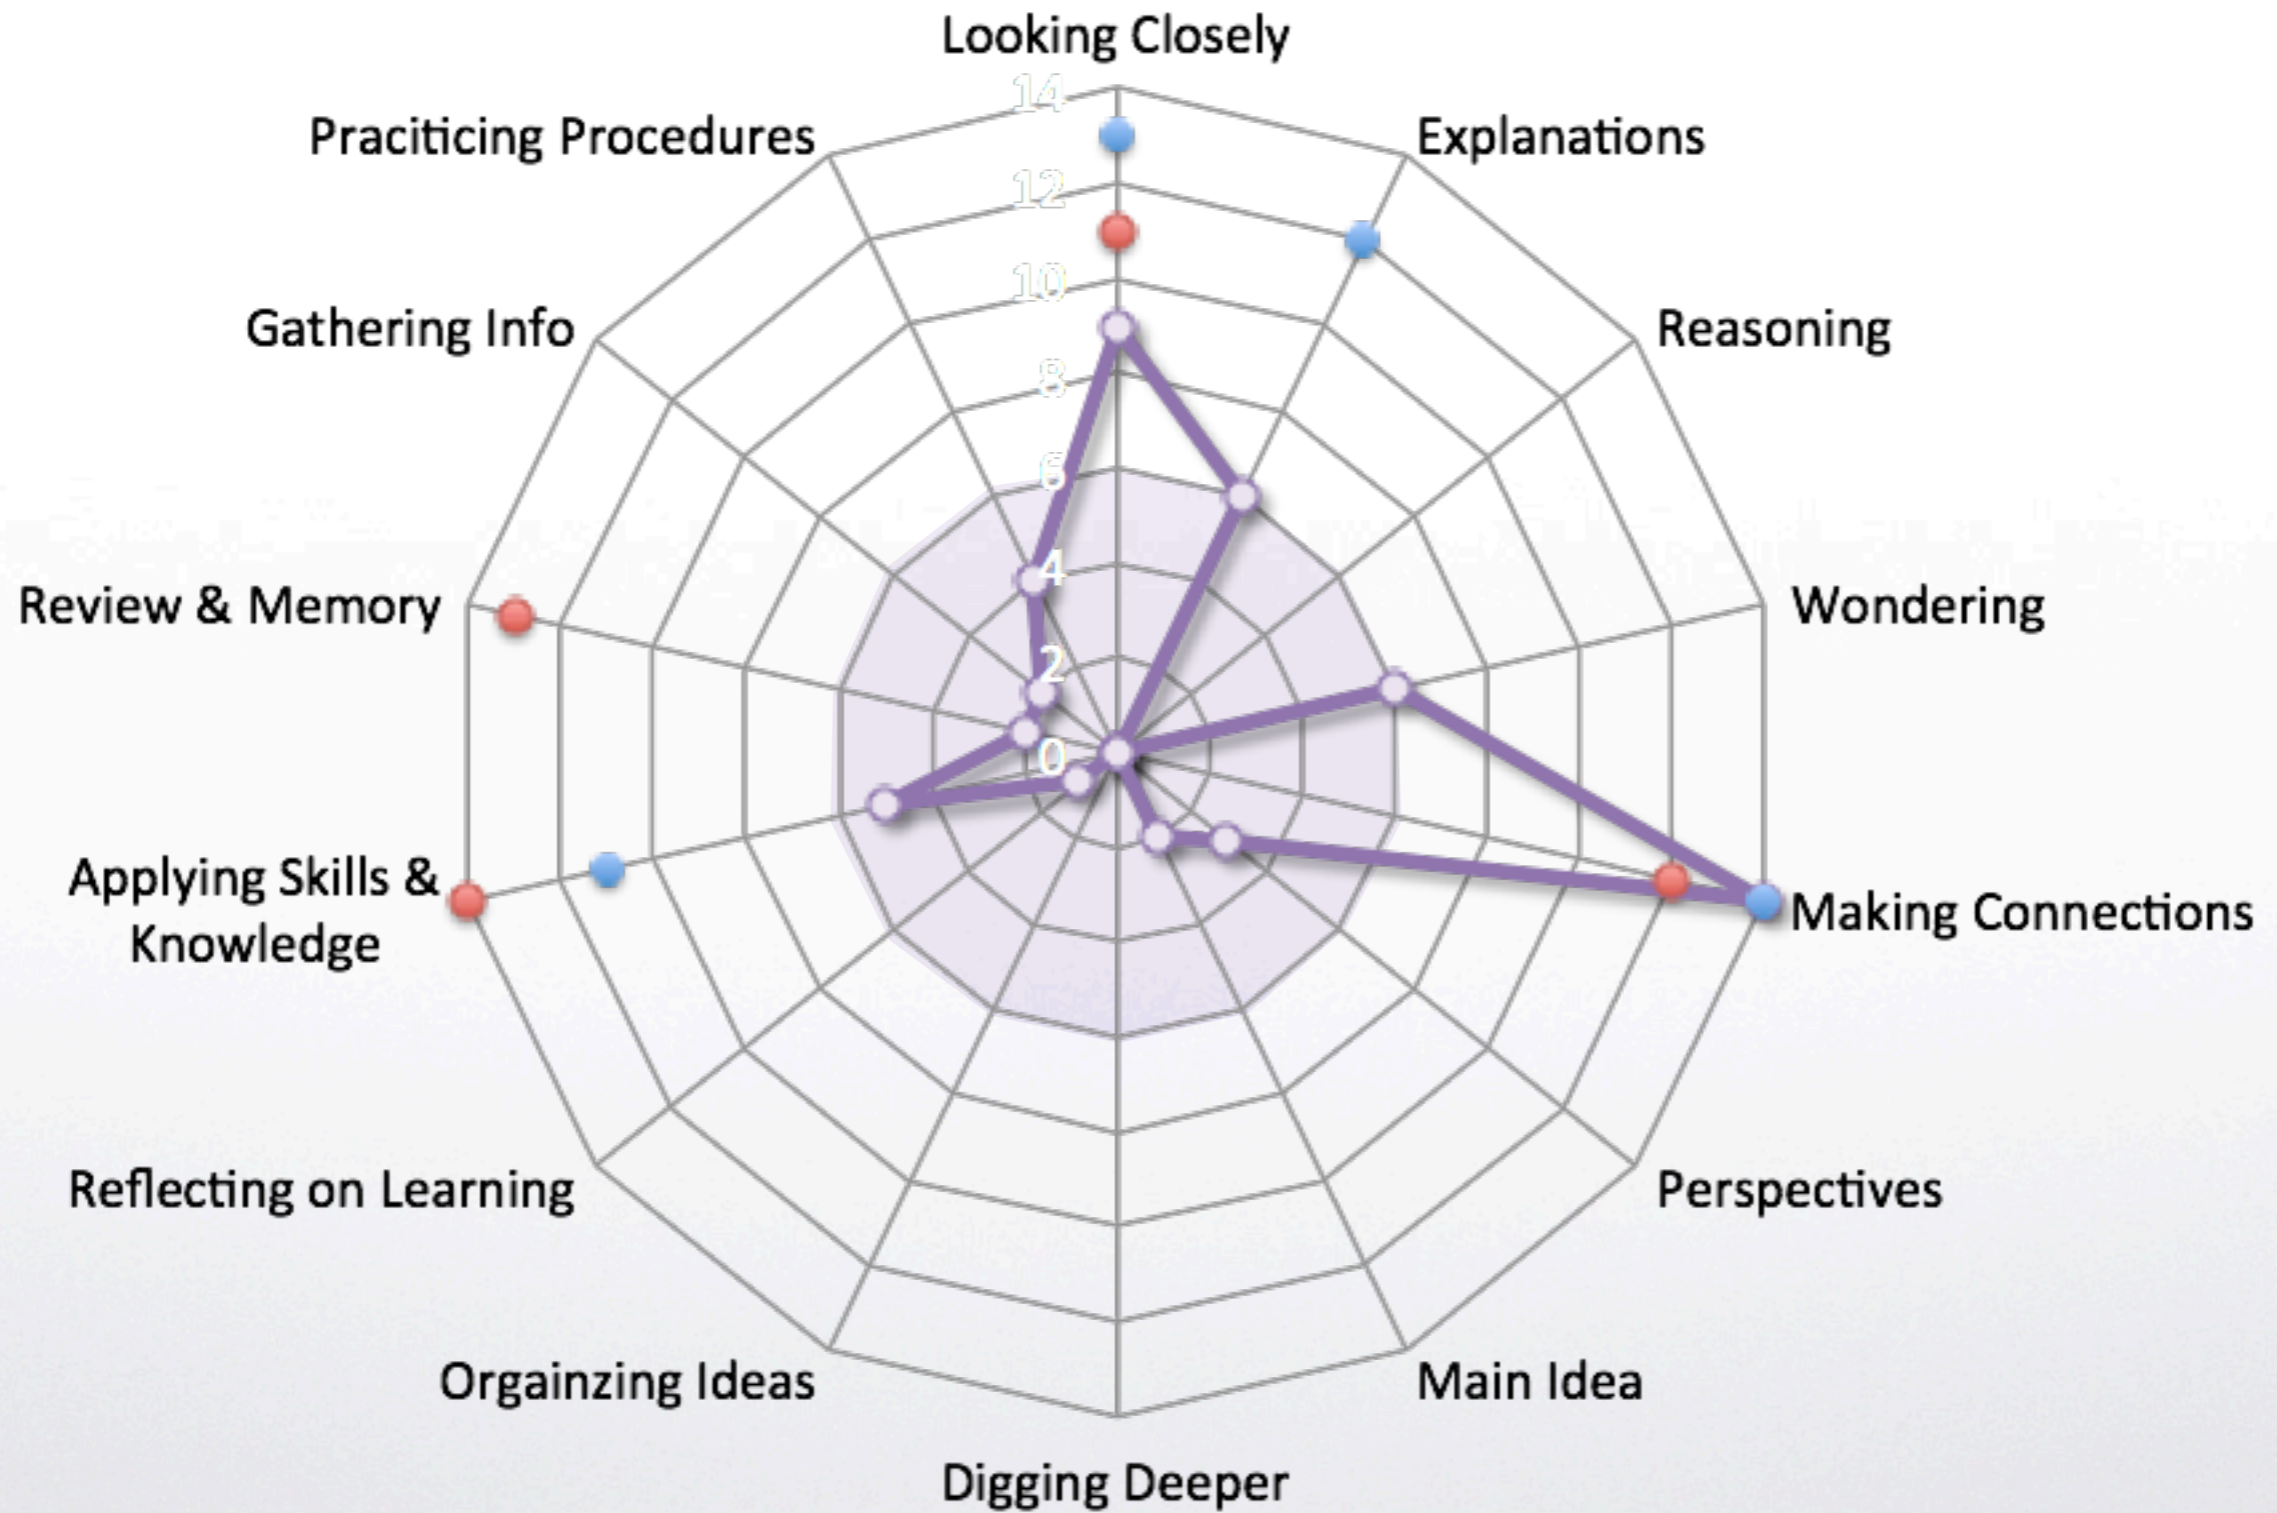 Looking Closely
14
Praciticing Procedures
Explanations
12
10
Gathering Info
Reasoning
8
6
4
Review & Memory
Wondering
2
0
Applying Skills &
Knowledge
Making Connections
Reflecting on Learning
Perspectives
Orgainzing Ideas
Main Idea
Digging Deeper